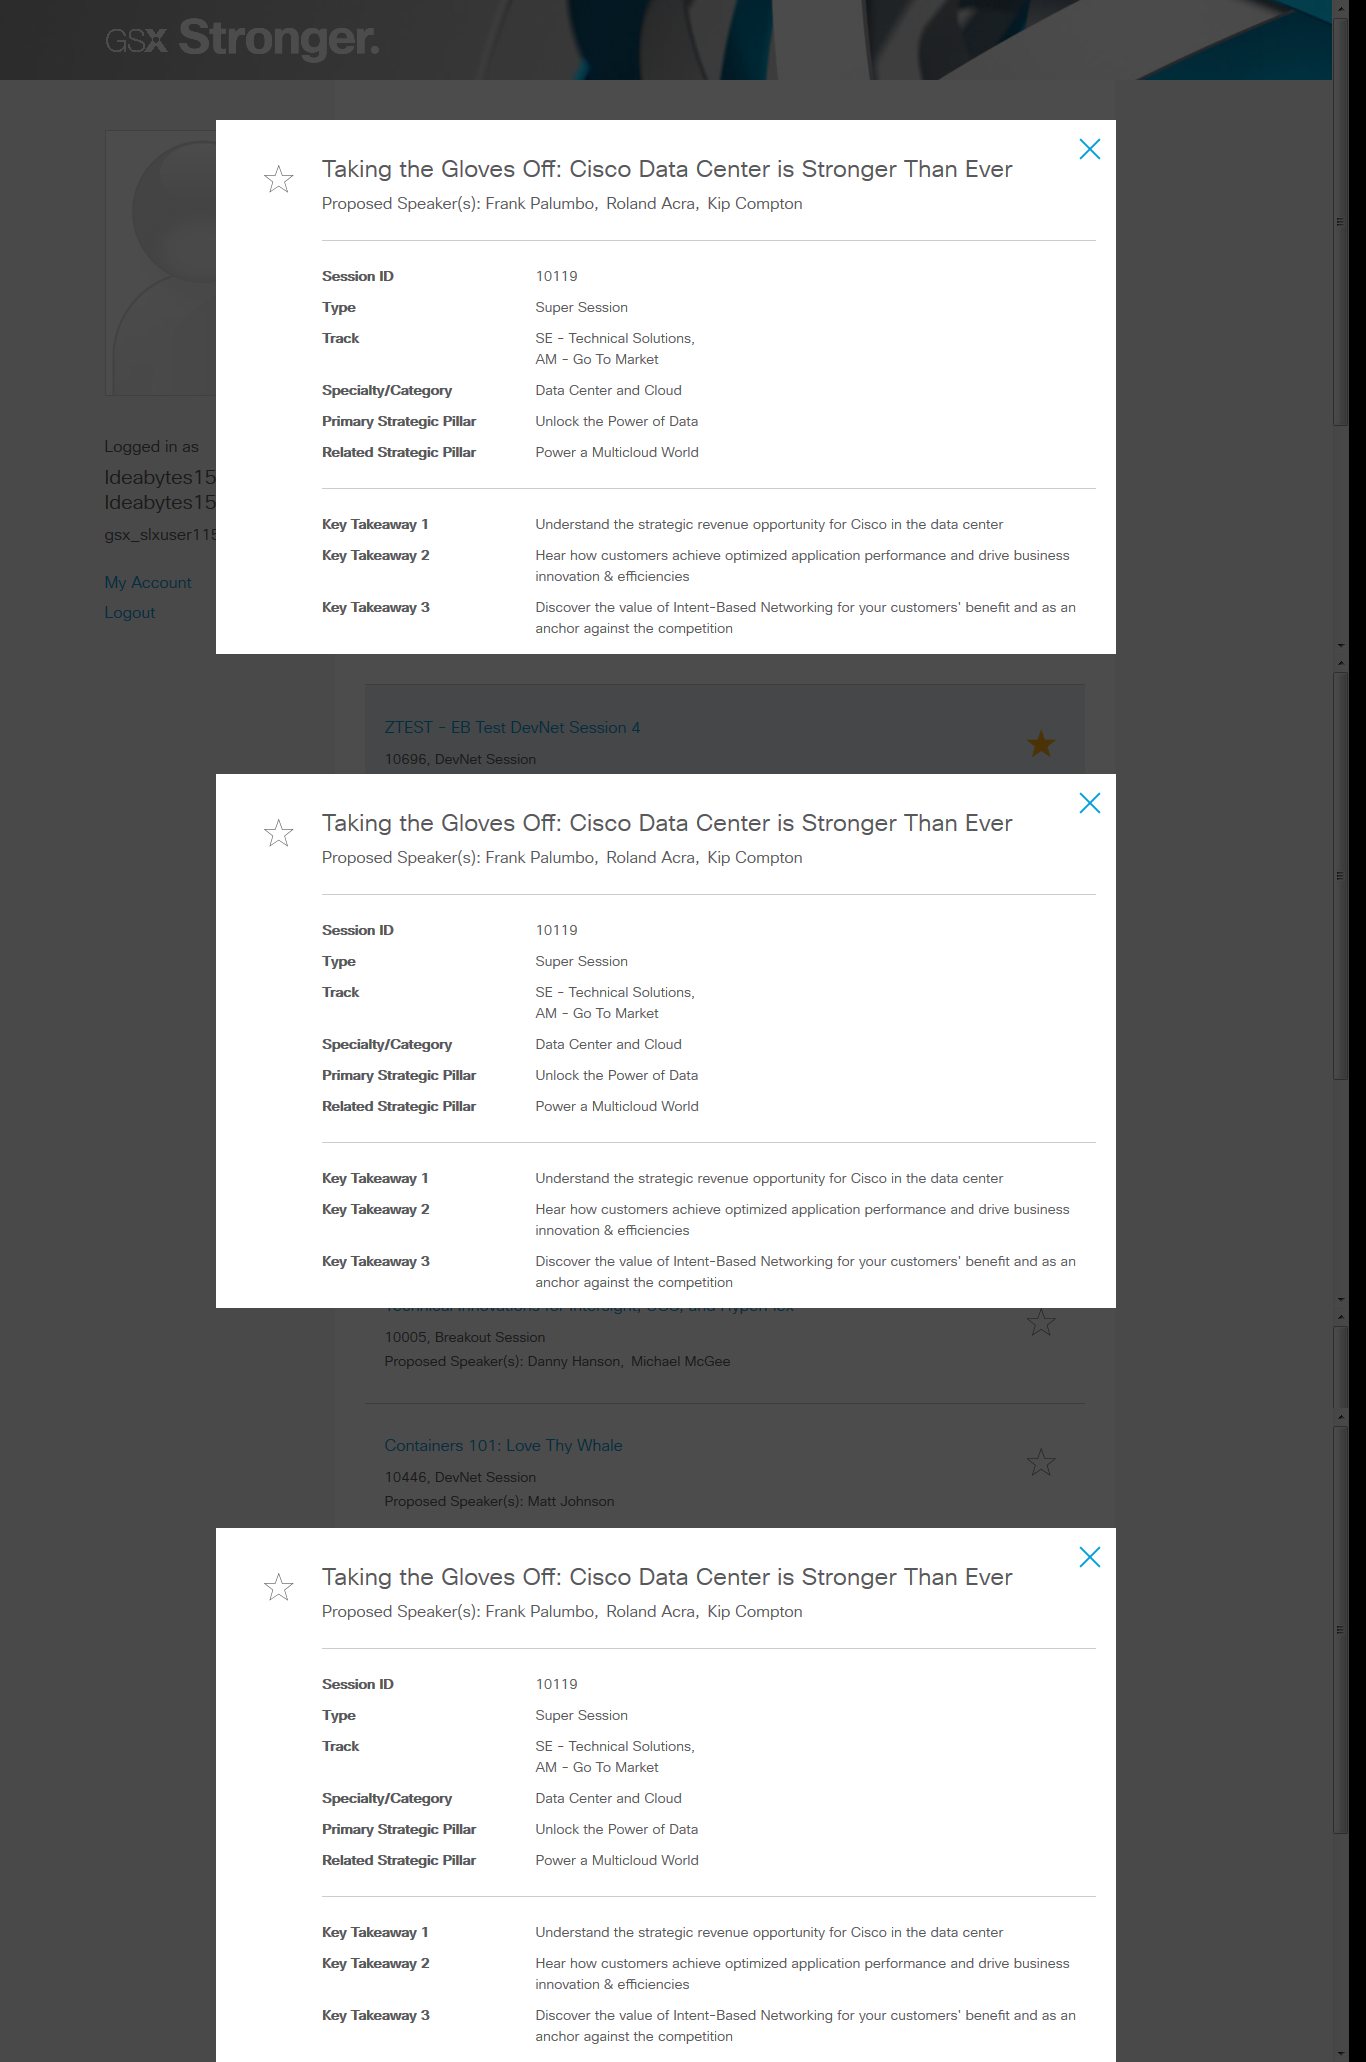 GSX Stronger.
Taking the Gloves Off: Cisco Data Center is Stronger Than Ever
Proposed Speaker(s): Frank Palumbo, Roland Acra, Kip Compton
Session ID 10119
Type Super Session
Track SE - Technical Solutions,
AM - Go To Market
Specialty/Category Data Center and Cloud
Primary Strategic Pillar Unlock the Power of Data
Related Strategic Pillar Power a Multicloud World
Key Takeaway 1 Understand the strategic revenue opportunity for Cisco in the data center
Key Takeaway 2 Hear how customers achieve optimized application performance and drive business
innovation & efficiencies
Key Takeaway 3 Discover the value of Intent-Based Networking for your customers' benefit and as an
anchor against the competition
Logged in as
Ideabytes15
Ideabytes15
gsx_slxuser115
My Account
Logout
ZTEST - EB Test DevNet Session 4
10696, DevNet Session
Taking the Gloves Off: Cisco Data Center is Stronger Than Ever
Proposed Speaker(s): Frank Palumbo, Roland Acra, Kip Compton
Session ID 10119
Type Super Session
Track SE - Technical Solutions,
AM - Go To Market
Specialty/Category Data Center and Cloud
Primary Strategic Pillar Unlock the Power of Data
Related Strategic Pillar Power a Multicloud World
Key Takeaway 1 Understand the strategic revenue opportunity for Cisco in the data center
Key Takeaway 2 Hear how customers achieve optimized application performance and drive business
innovation & efficiencies
Key Takeaway 3 Discover the value of Intent-Based Networking for your customers' benefit and as an
anchor against the competition
Technical Innovations for Intersight, UCS, and HyperFlex
10005, Breakout Session
Proposed Speaker(s): Danny Hanson, Michael McGee
Containers 101: Love Thy Whale
10446, DevNet Session
Proposed Speaker(s): Matt Johnson
Taking the Gloves Off: Cisco Data Center is Stronger Than Ever
Proposed Speaker(s): Frank Palumbo, Roland Acra, Kip Compton
Session ID 10119
Type Super Session
Track SE - Technical Solutions,
AM - Go To Market
Specialty/Category Data Center and Cloud
Primary Strategic Pillar Unlock the Power of Data
Related Strategic Pillar Power a Multicloud World
Key Takeaway 1 Understand the strategic revenue opportunity for Cisco in the data center
Key Takeaway 2 Hear how customers achieve optimized application performance and drive business
innovation & efficiencies
Key Takeaway 3 Discover the value of Intent-Based Networking for your customers' benefit and as an
anchor against the competition